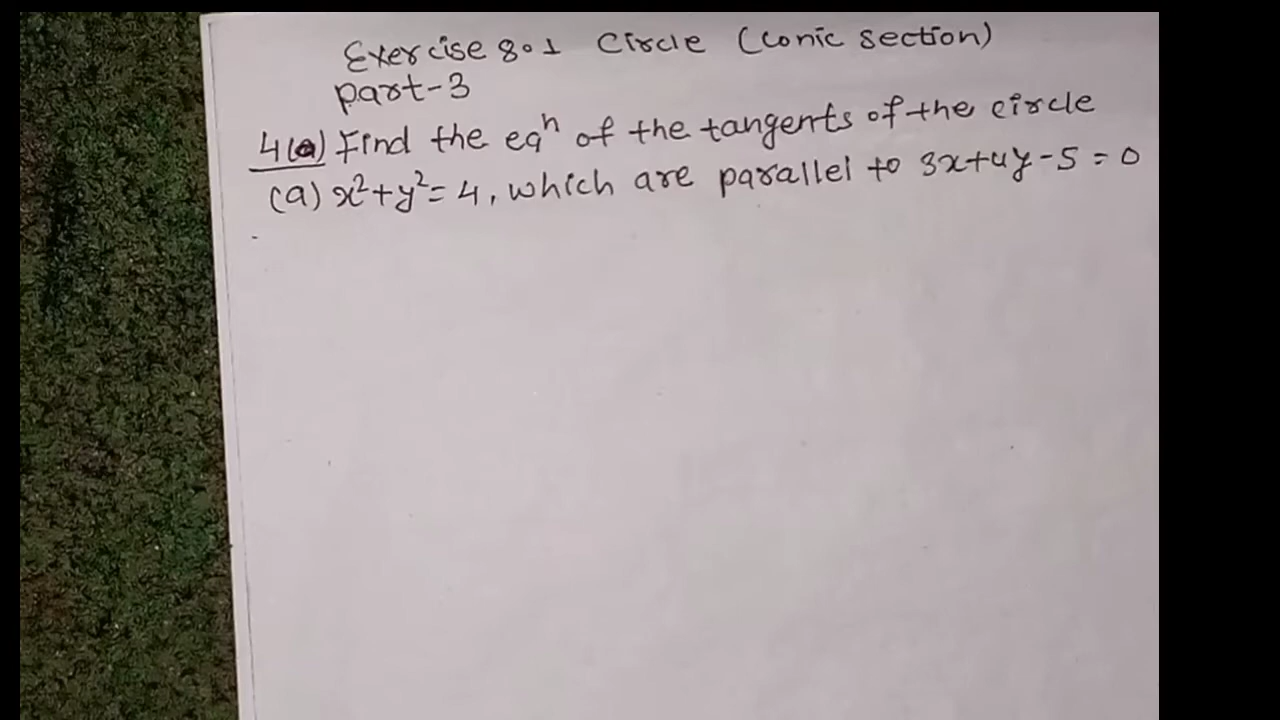 Exercise 8.1 Circle (Conic section)
part-3
4(a) Find the eqⁿ of the tangents of the circle
(a) x²+y²=4, which are parallel to 3x+4y-5=0